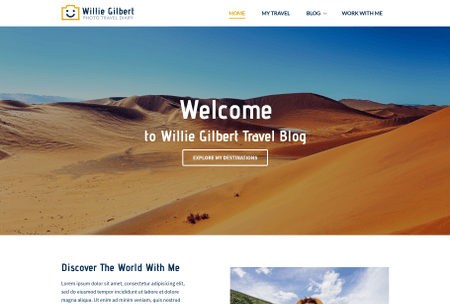 Willie Gilbert
PHOTO TRAVEL DIARY
HOME MY TRAVEL BLOG WORK WITH ME
Welcome
to Willie Gilbert Travel Blog
EXPLORE MY DESTINATIONS
Discover The World With Me
Lorem ipsum dolor sit amet, consectetur adipisicing elit,
sed do eiusmod tempor incididunt ut labore et dolore
magna aliqua. Ut enim ad minim veniam, quis nostrud